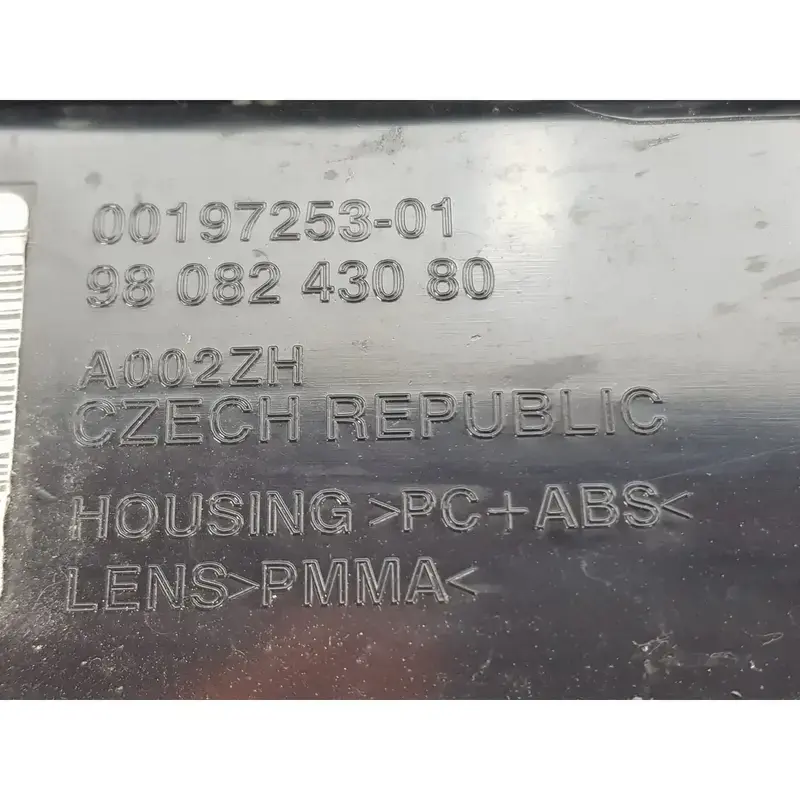 00197253-01
98 082 430 80
A002ZH
CZECH REPUBLIC
HOUSING >PC+ABS<
LENS>PMMA<